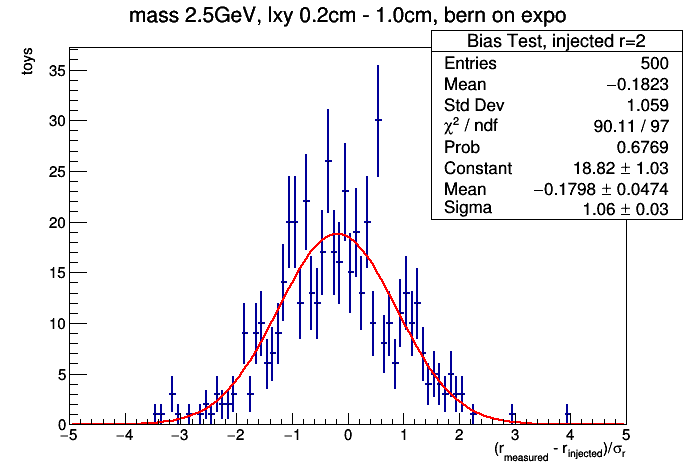 mass 2.5GeV, lxy 0.2cm - 1.0cm, bern on expo
Bias Test, injected r=2
Entries 500
Mean −0.1823
Std Dev 1.059
χ² / ndf 90.11 / 97
Prob 0.6769
Constant 18.82 ± 1.03
Mean −0.1798 ± 0.0474
Sigma 1.06 ± 0.03
toys
35
30
25
20
15
10
5
0
−5 −4 −3 −2 −1 0 1 2 3 4 5
(r_measured - r_injected)/σ_r